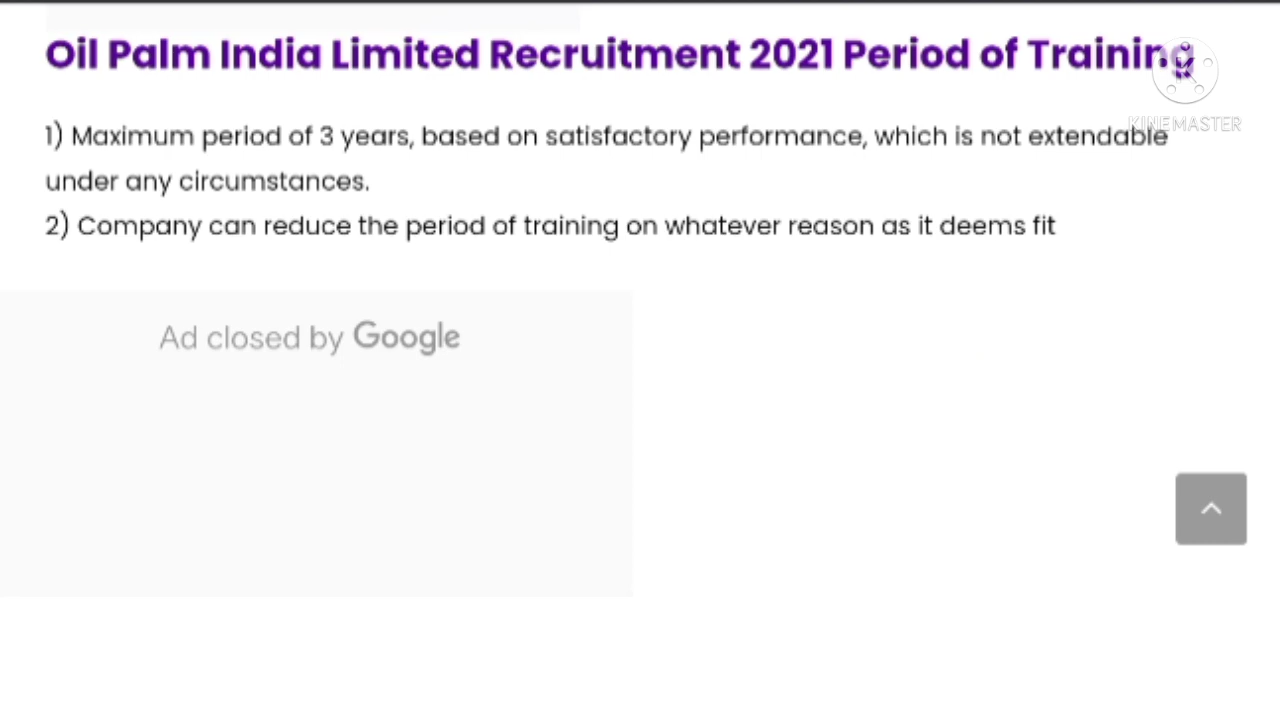 Oil Palm India Limited Recruitment 2021 Period of Training
KINEMASTER
1) Maximum period of 3 years, based on satisfactory performance, which is not extendable
under any circumstances.
2) Company can reduce the period of training on whatever reason as it deems fit
Ad closed by Google